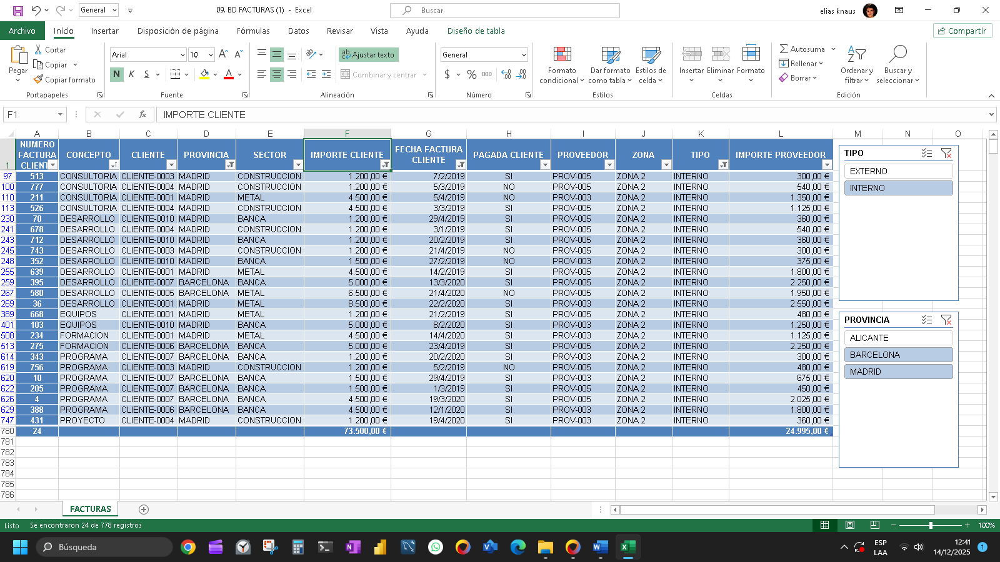 General
09. BD FACTURAS (1) - Excel
Buscar
elias knaus
Archivo Inicio Insertar Disposición de página Fórmulas Datos Revisar Vista Ayuda Diseño de tabla
Compartir
Pegar
Cortar
Copiar
Copiar formato
Portapapeles
Arial 10
N K S A
Fuente
Ajustar texto
Combinar y centrar
Alineación
General
$ % 000
Número
Formato condicional
Dar formato como tabla
Estilos de celda
Estilos
Insertar Eliminar Formato
Celdas
Autosuma
Rellenar
Borrar
Ordenar y filtrar
Buscar y seleccionar
Edición
F1 fx IMPORTE CLIENTE
A B C D E F G H I J K L M N O
1 NUMERO FACTURA CLIENT CONCEPTO CLIENTE PROVINCIA SECTOR IMPORTE CLIENTE FECHA FACTURA CLIENTE PAGADA CLIENTE PROVEEDOR ZONA TIPO IMPORTE PROVEEDOR
97 513 CONSULTORIA CLIENTE-0003 MADRID CONSTRUCCION 1.200,00 € 7/2/2019 SI PROV-005 ZONA 2 INTERNO 300,00 €
100 777 CONSULTORIA CLIENTE-0004 MADRID CONSTRUCCION 1.200,00 € 5/3/2019 NO PROV-005 ZONA 2 INTERNO 540,00 €
110 211 CONSULTORIA CLIENTE-0001 MADRID METAL 4.500,00 € 5/4/2019 NO PROV-003 ZONA 2 INTERNO 1.350,00 €
113 526 CONSULTORIA CLIENTE-0004 MADRID CONSTRUCCION 4.500,00 € 3/3/2019 SI PROV-005 ZONA 2 INTERNO 1.125,00 €
230 70 DESARROLLO CLIENTE-0010 MADRID BANCA 1.200,00 € 29/4/2019 SI PROV-005 ZONA 2 INTERNO 360,00 €
241 678 DESARROLLO CLIENTE-0004 MADRID CONSTRUCCION 1.200,00 € 3/1/2019 SI PROV-005 ZONA 2 INTERNO 540,00 €
243 712 DESARROLLO CLIENTE-0010 MADRID BANCA 1.200,00 € 20/2/2019 SI PROV-005 ZONA 2 INTERNO 360,00 €
245 743 DESARROLLO CLIENTE-0003 MADRID CONSTRUCCION 1.200,00 € 21/4/2019 NO PROV-005 ZONA 2 INTERNO 300,00 €
248 352 DESARROLLO CLIENTE-0010 MADRID BANCA 1.500,00 € 27/2/2019 NO PROV-003 ZONA 2 INTERNO 375,00 €
255 639 DESARROLLO CLIENTE-0001 MADRID METAL 4.500,00 € 14/2/2019 SI PROV-005 ZONA 2 INTERNO 1.800,00 €
259 395 DESARROLLO CLIENTE-0007 BARCELONA BANCA 5.000,00 € 13/3/2020 SI PROV-005 ZONA 2 INTERNO 2.250,00 €
267 580 DESARROLLO CLIENTE-0005 BARCELONA METAL 6.500,00 € 21/4/2020 NO PROV-005 ZONA 2 INTERNO 1.950,00 €
269 36 DESARROLLO CLIENTE-0001 MADRID METAL 8.500,00 € 22/2/2020 SI PROV-003 ZONA 2 INTERNO 2.550,00 €
389 668 EQUIPOS CLIENTE-0001 MADRID METAL 1.200,00 € 21/2/2019 SI PROV-005 ZONA 2 INTERNO 480,00 €
401 103 EQUIPOS CLIENTE-0010 MADRID BANCA 5.000,00 € 8/2/2020 SI PROV-003 ZONA 2 INTERNO 1.250,00 €
508 234 FORMACION CLIENTE-0001 MADRID METAL 4.500,00 € 14/4/2020 SI PROV-003 ZONA 2 INTERNO 1.125,00 €
513 275 FORMACION CLIENTE-0006 BARCELONA BANCA 5.000,00 € 23/4/2019 SI PROV-005 ZONA 2 INTERNO 2.250,00 €
614 343 PROGRAMA CLIENTE-0007 BARCELONA BANCA 1.200,00 € 20/2/2020 SI PROV-003 ZONA 2 INTERNO 300,00 €
619 756 PROGRAMA CLIENTE-0003 MADRID CONSTRUCCION 1.200,00 € 5/2/2019 NO PROV-005 ZONA 2 INTERNO 480,00 €
620 10 PROGRAMA CLIENTE-0007 BARCELONA BANCA 1.500,00 € 29/4/2019 SI PROV-003 ZONA 2 INTERNO 675,00 €
622 205 PROGRAMA CLIENTE-0007 BARCELONA BANCA 1.500,00 € 1/3/2019 SI PROV-005 ZONA 2 INTERNO 450,00 €
626 4 PROGRAMA CLIENTE-0007 BARCELONA BANCA 4.500,00 € 19/3/2020 SI PROV-005 ZONA 2 INTERNO 2.025,00 €
629 388 PROGRAMA CLIENTE-0006 BARCELONA BANCA 4.500,00 € 12/1/2020 SI PROV-003 ZONA 2 INTERNO 1.800,00 €
747 431 PROYECTO CLIENTE-0004 MADRID CONSTRUCCION 1.200,00 € 19/4/2020 SI PROV-003 ZONA 2 INTERNO 360,00 €
780 24 73.500,00 € 24.995,00 €
781
782
783
784
785
786
TIPO
EXTERNO
INTERNO
PROVINCIA
ALICANTE
BARCELONA
MADRID
FACTURAS
Listo Se encontraron 24 de 778 registros 100%
Búsqueda
ESP
LAA
12:41
14/12/2025
1